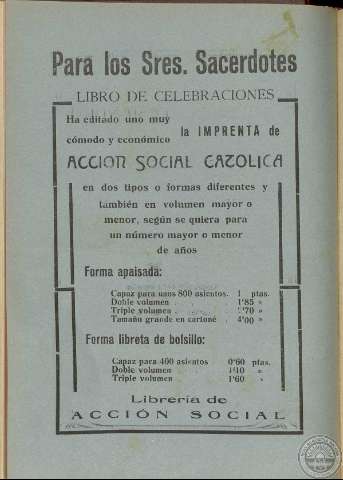 Para los Sres. Sacerdotes
LIBRO DE CELEBRACIONES
Ha editado uno muy
cómodo y económico la IMPRENTA de
ACCION SOCIAL CATOLICA
en dos tipos o formas diferentes y
también en volumen mayor o
menor, según se quiera para
un número mayor o menor
de años
Forma apaisada:
Capaz para unos 800 asientos. 1 ptas.
Doble volumen . . 1'85 »
Triple volumen . . '70 »
Tamaño grande en cartoné . 4'00 »
Forma libreta de bolsillo:
Capaz para 400 asientos 0'60 ptas.
Doble volumen . 1'10 »
Triple volumen . 1'60 »
Librería de
ACCIÓN SOCIAL